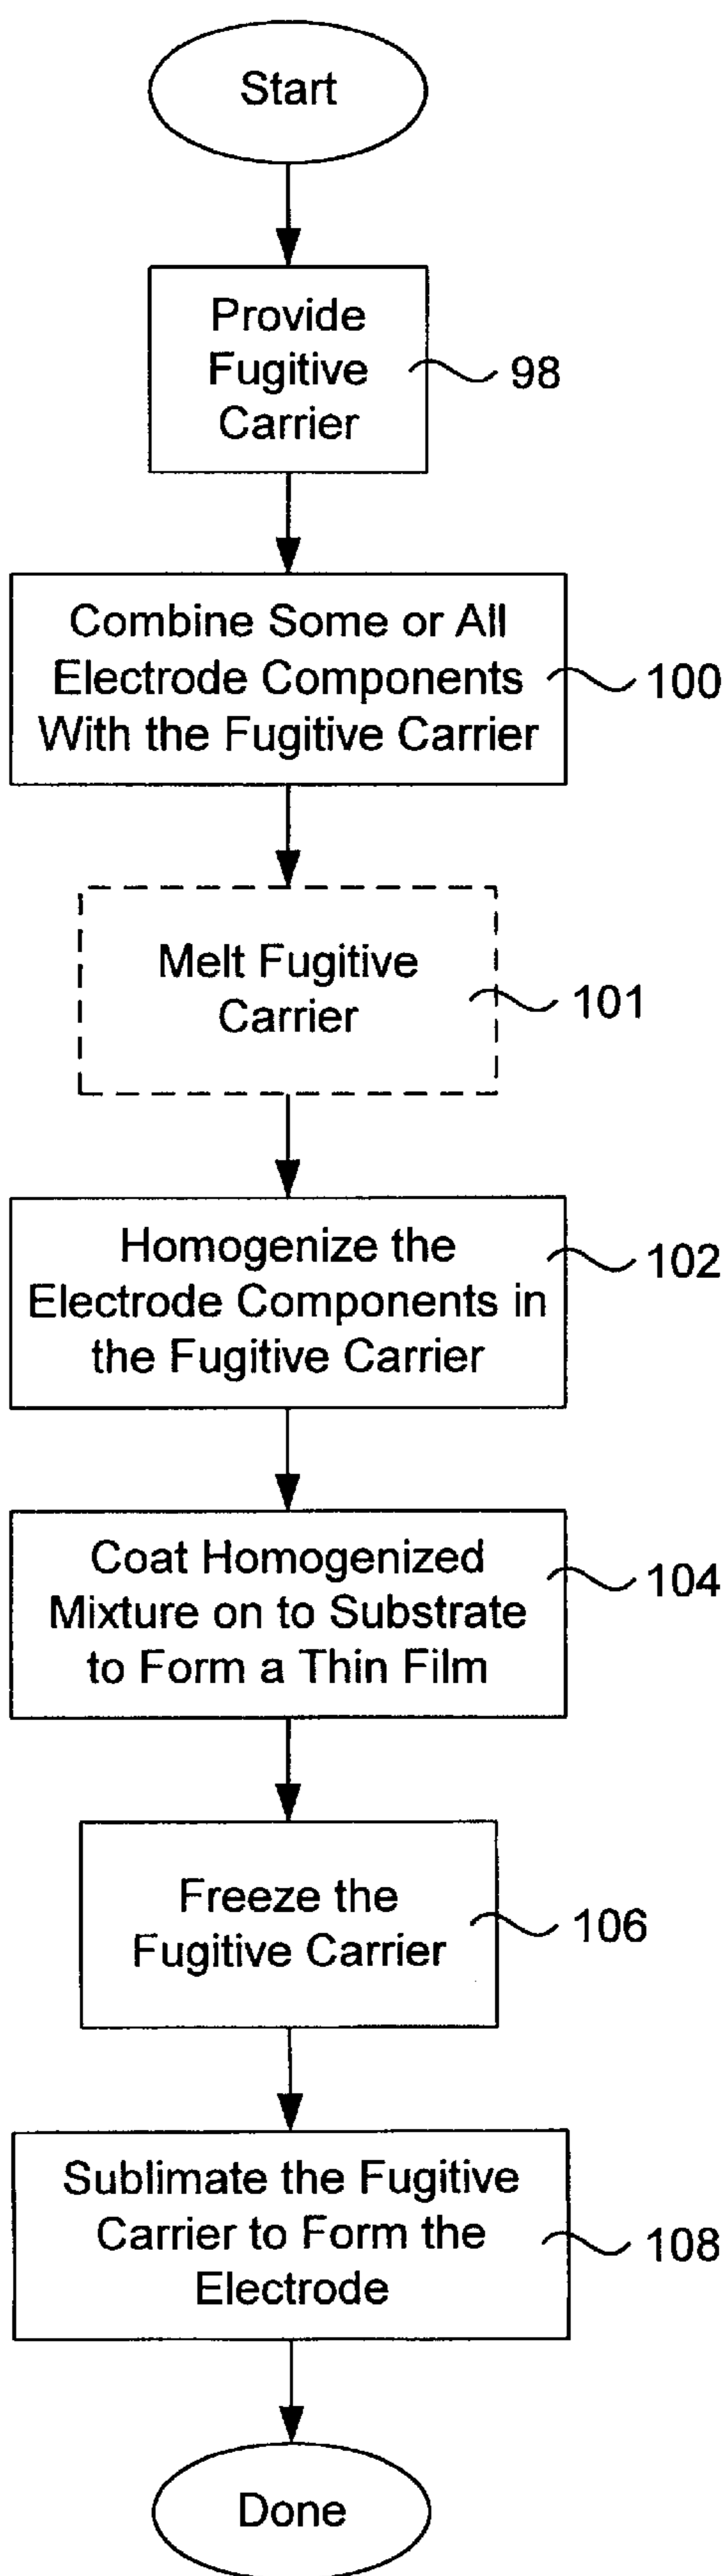 Start
Provide
Fugitive
Carrier
98
Combine Some or All
Electrode Components
With the Fugitive Carrier
100
Melt Fugitive
Carrier
101
Homogenize the
Electrode Components in
the Fugitive Carrier
102
Coat Homogenized
Mixture on to Substrate
to Form a Thin Film
104
Freeze the
Fugitive Carrier
106
Sublimate the Fugitive
Carrier to Form the
Electrode
108
Done